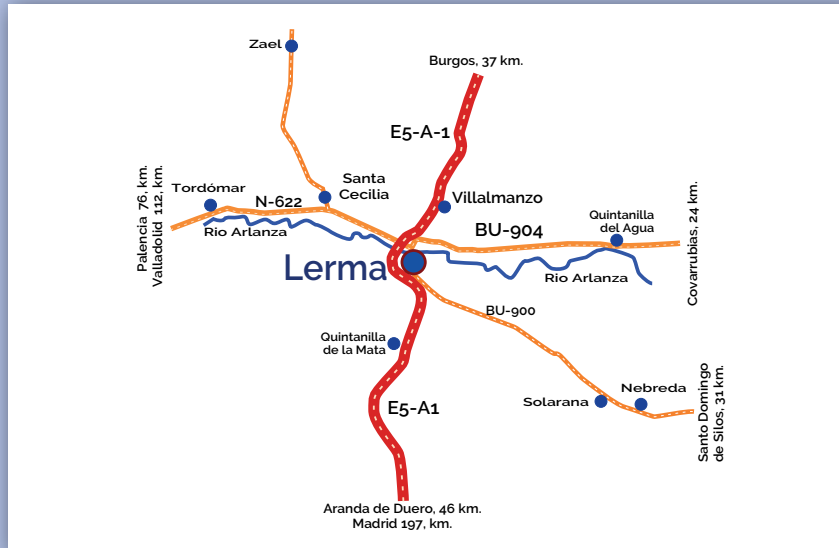 Zael
Burgos, 37 km.
E5-A-1
Santa
Cecilia
Tordómar
N-622
Villalmanzo
Palencia 76, km.
Valladolid 112, km.
Rio Arlanza
BU-904
Quintanilla
del Agua
Covarrubias, 24 km.
Lerma
Rio Arlanza
BU-900
Quintanilla
de la Mata
E5-A1
Solarana
Nebreda
Santo Domingo
de Silos, 31 km.
Aranda de Duero, 46 km.
Madrid 197, km.